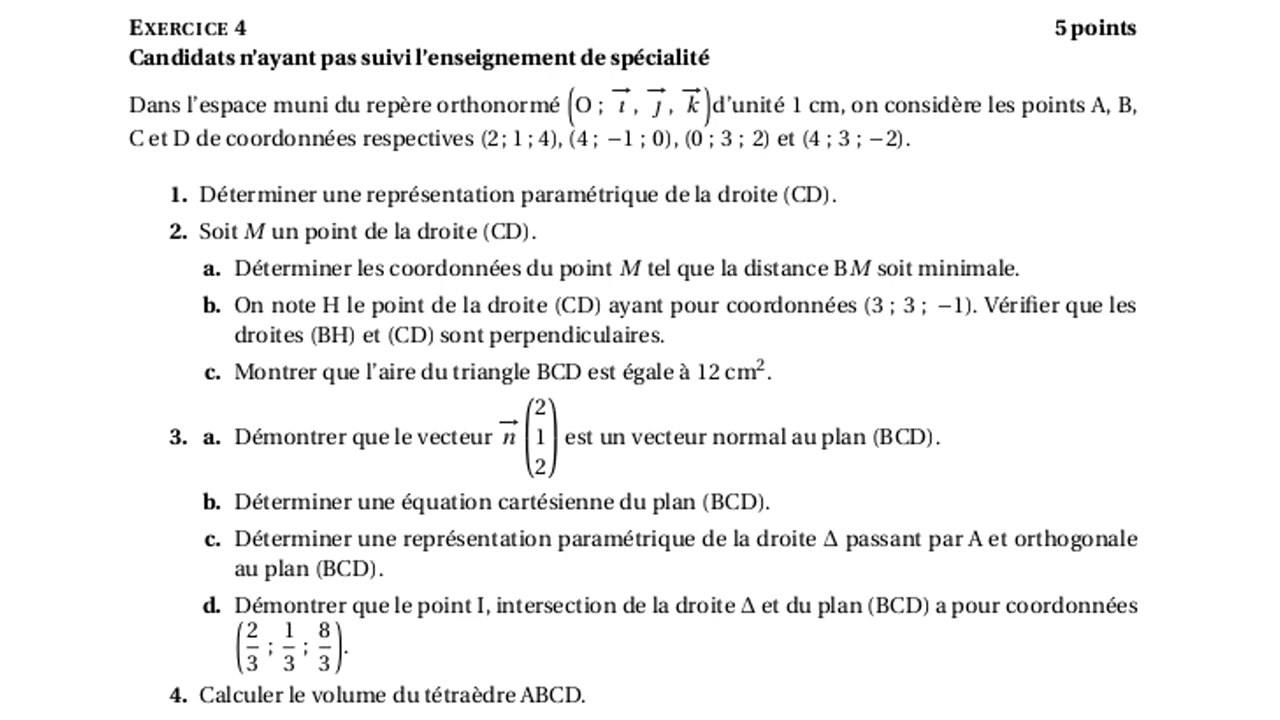 EXERCICE 4 5 points
Candidats n'ayant pas suivi l'enseignement de spécialité
Dans l'espace muni du repère orthonormé (O ; i⃗, j⃗, k⃗) d'unité 1 cm, on considère les points A, B,
C et D de coordonnées respectives (2 ; 1 ; 4), (4 ; −1 ; 0), (0 ; 3 ; 2) et (4 ; 3 ; −2).
1. Déterminer une représentation paramétrique de la droite (CD).
2. Soit M un point de la droite (CD).
a. Déterminer les coordonnées du point M tel que la distance BM soit minimale.
b. On note H le point de la droite (CD) ayant pour coordonnées (3 ; 3 ; −1). Vérifier que les
droites (BH) et (CD) sont perpendiculaires.
c. Montrer que l'aire du triangle BCD est égale à 12 cm².
3. a. Démontrer que le vecteur n⃗ (2 1 2) est un vecteur normal au plan (BCD).
b. Déterminer une équation cartésienne du plan (BCD).
c. Déterminer une représentation paramétrique de la droite Δ passant par A et orthogonale
au plan (BCD).
d. Démontrer que le point I, intersection de la droite Δ et du plan (BCD) a pour coordonnées
(2/3 ; 1/3 ; 8/3).
4. Calculer le volume du tétraèdre ABCD.